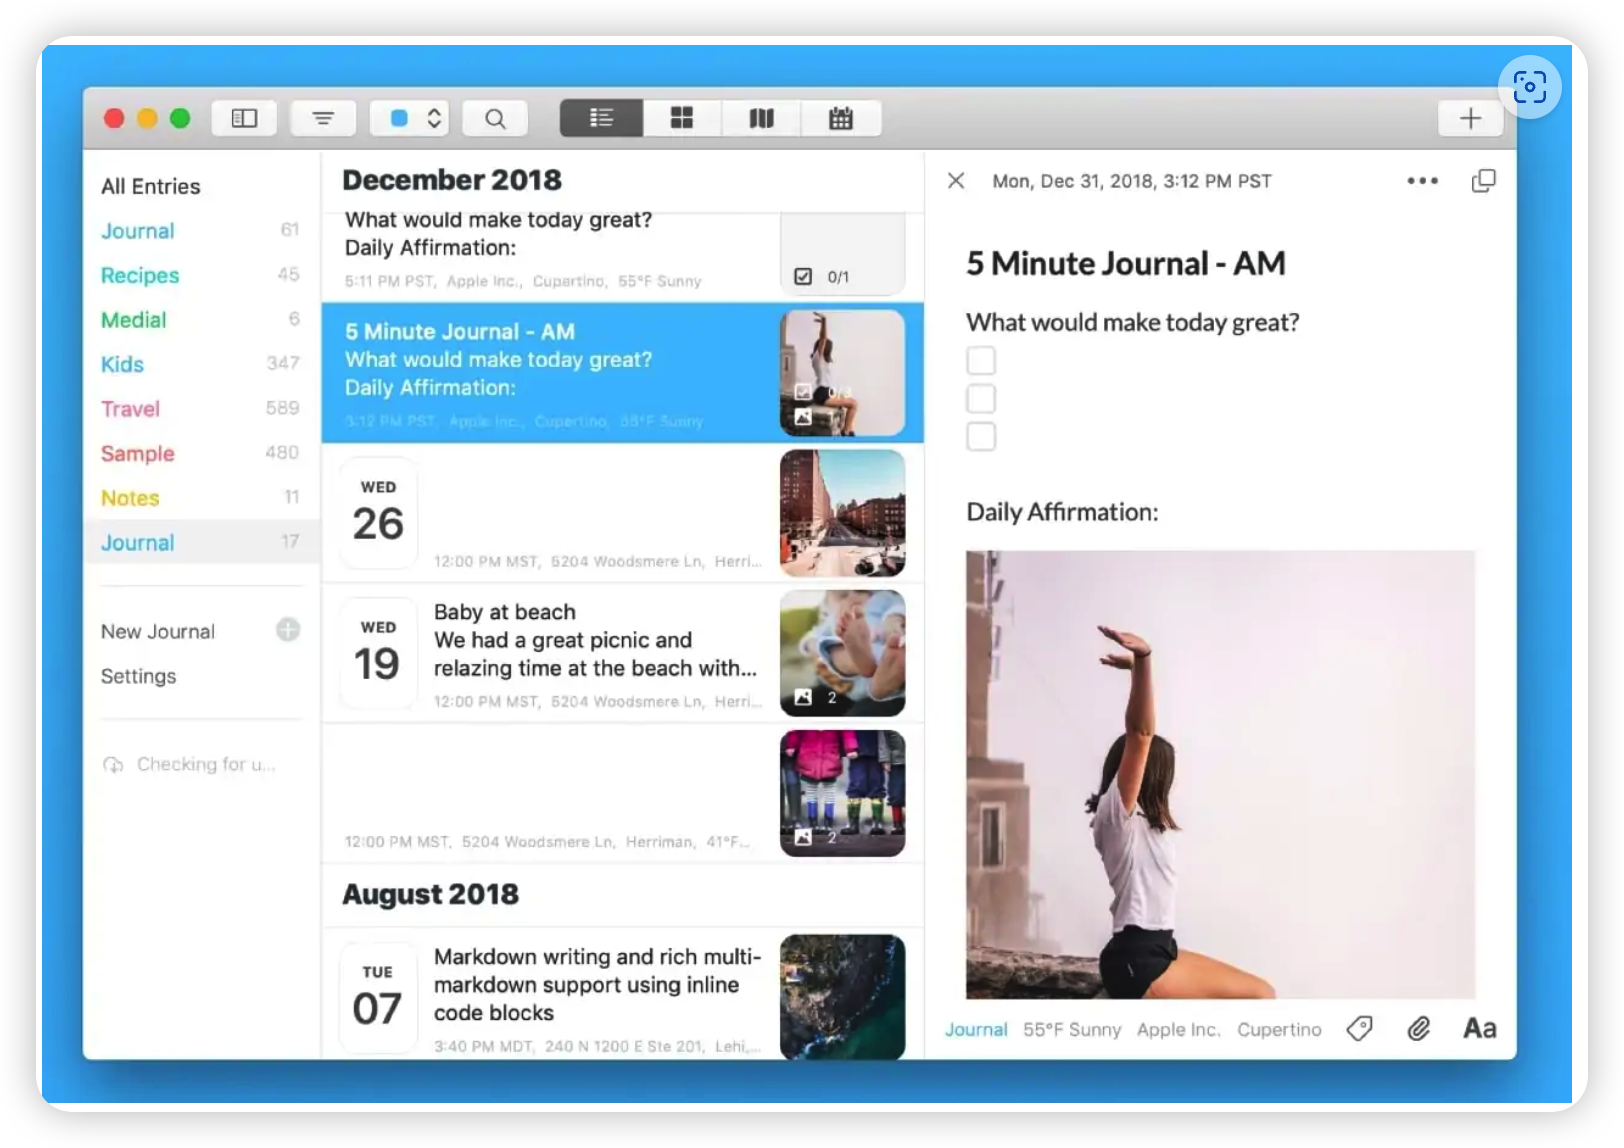 All Entries
Journal 61
Recipes 45
Medial 6
Kids 347
Travel 589
Sample 480
Notes 11
Journal 17
New Journal
Settings
Checking for u...
December 2018
What would make today great?
Daily Affirmation:
5:11 PM PST, Apple Inc., Cupertino, 55°F Sunny
0/1
5 Minute Journal - AM
What would make today great?
Daily Affirmation:
3:12 PM PST, Apple Inc., Cupertino, 55°F Sunny
0/3
WED
26
12:00 PM MST, 5204 Woodsmere Ln, Herri...
WED
19
Baby at beach
We had a great picnic and
relazing time at the beach with...
12:00 PM MST, 5204 Woodsmere Ln, Herri...
2
12:00 PM MST, 5204 Woodsmere Ln, Herriman, 41°F...
2
August 2018
TUE
07
Markdown writing and rich multi-
markdown support using inline
code blocks
3:40 PM MDT, 240 N 1200 E Ste 201, Lehi,...
Mon, Dec 31, 2018, 3:12 PM PST
5 Minute Journal - AM
What would make today great?
Daily Affirmation:
Journal 55°F Sunny Apple Inc. Cupertino Aa